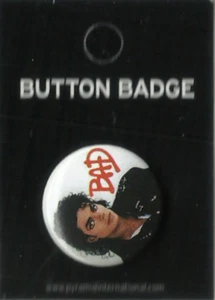 BUTTON BADGE
BAD
www.pyramidinternational.com